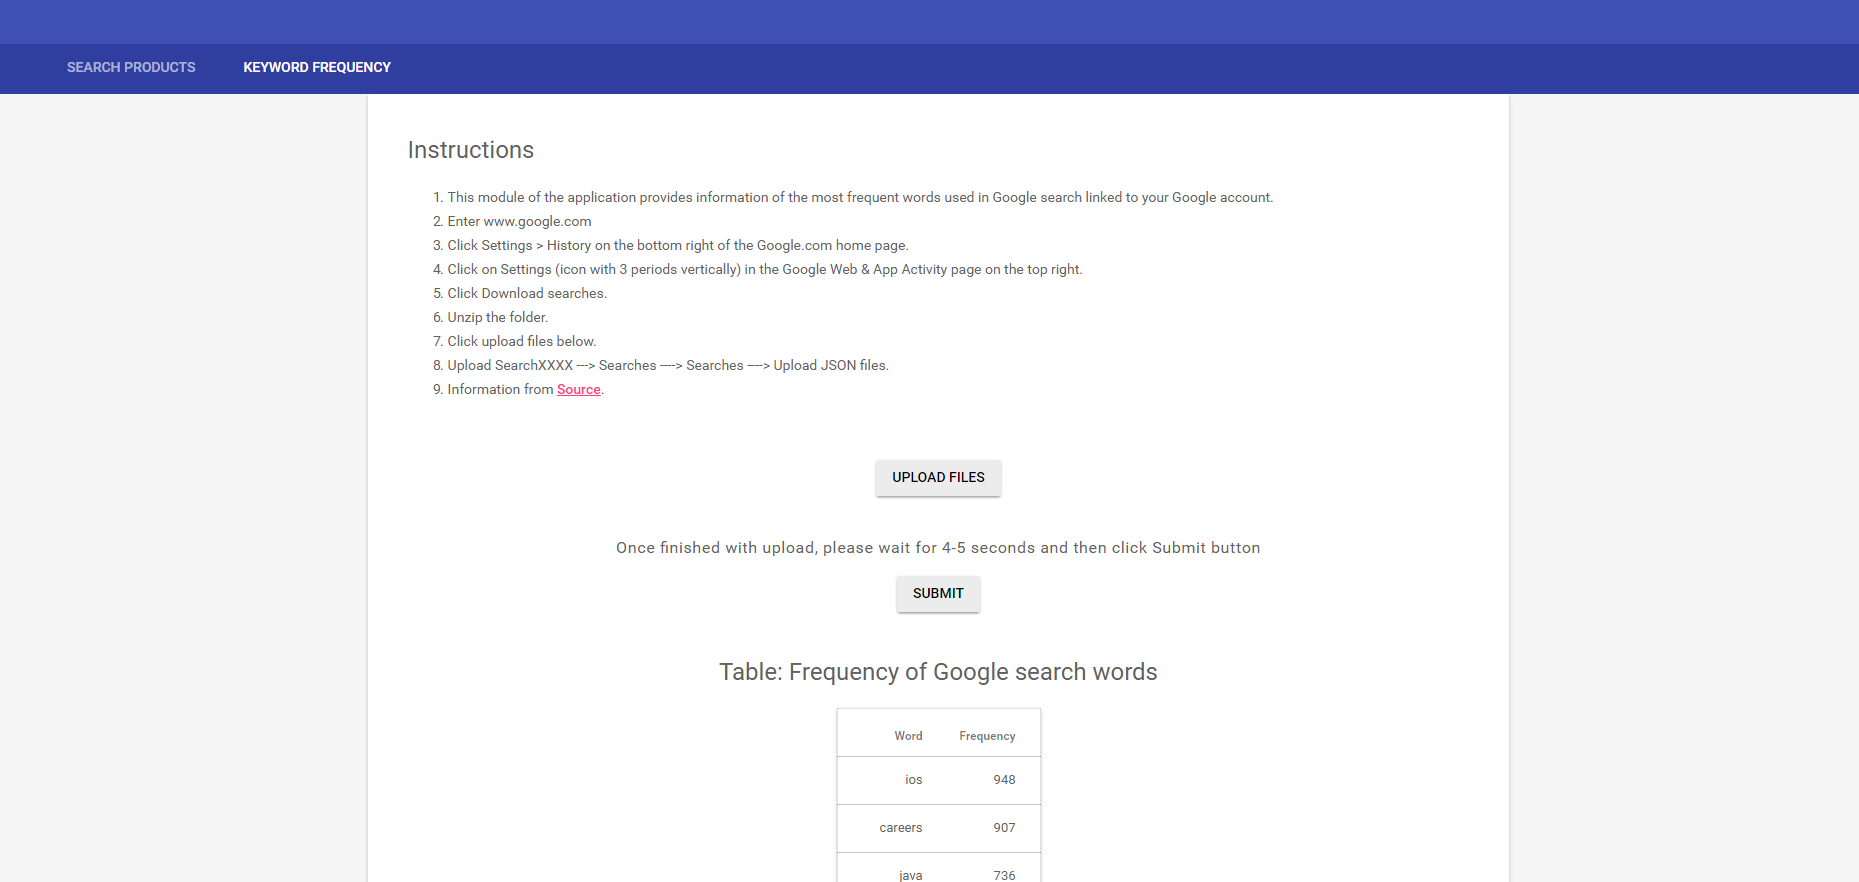 SEARCH PRODUCTS KEYWORD FREQUENCY
Instructions
1. This module of the application provides information of the most frequent words used in Google search linked to your Google account.
2. Enter www.google.com
3. Click Settings > History on the bottom right of the Google.com home page.
4. Click on Settings (icon with 3 periods vertically) in the Google Web & App Activity page on the top right.
5. Click Download searches.
6. Unzip the folder.
7. Click upload files below.
8. Upload SearchXXXX ---> Searches ----> Searches ----> Upload JSON files.
9. Information from Source.
UPLOAD FILES
Once finished with upload, please wait for 4-5 seconds and then click Submit button
SUBMIT
Table: Frequency of Google search words
Word Frequency
ios 948
careers 907
java 736